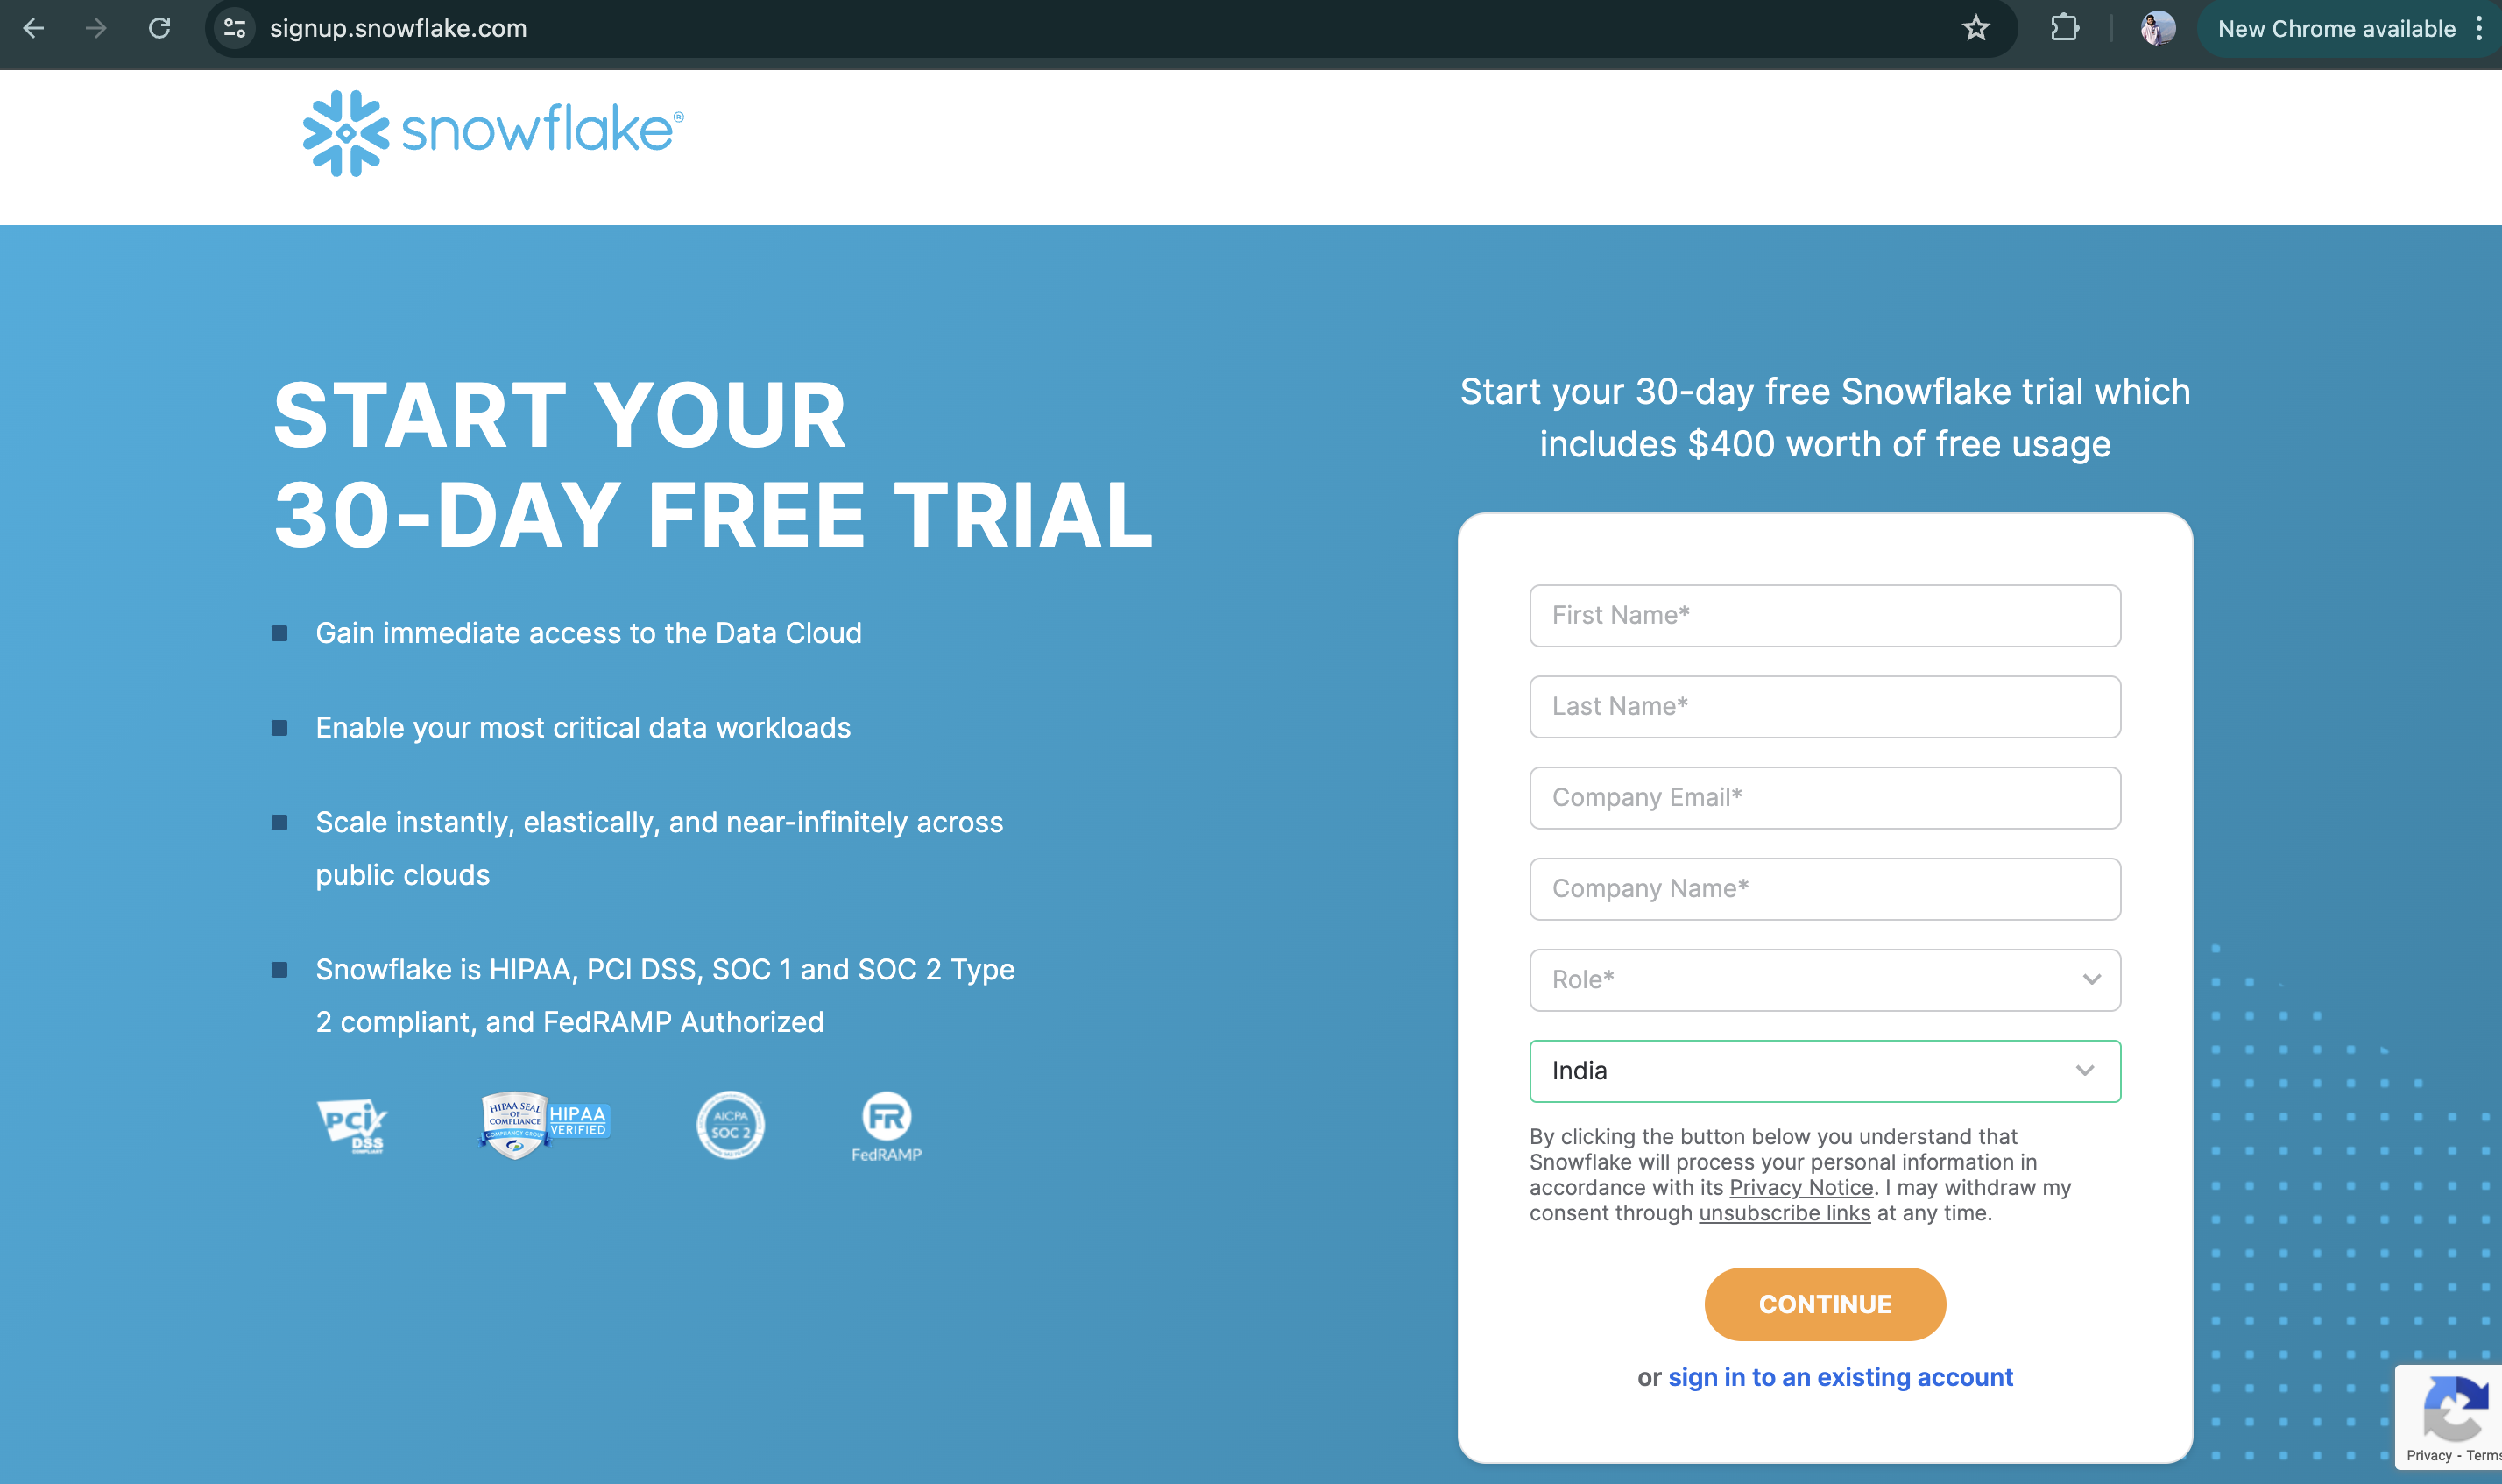 signup.snowflake.com
New Chrome available
snowflake®
START YOUR
30-DAY FREE TRIAL
Gain immediate access to the Data Cloud
Enable your most critical data workloads
Scale instantly, elastically, and near-infinitely across
public clouds
Snowflake is HIPAA, PCI DSS, SOC 1 and SOC 2 Type
2 compliant, and FedRAMP Authorized
PCI
DSS
COMPLIANT
HIPAA SEAL
OF
COMPLIANCE
COMPLIANCY GROUP
HIPAA
VERIFIED
AICPA
SOC 2
FR
FedRAMP
Start your 30-day free Snowflake trial which
includes $400 worth of free usage
First Name*
Last Name*
Company Email*
Company Name*
Role*
India
By clicking the button below you understand that
Snowflake will process your personal information in
accordance with its Privacy Notice. I may withdraw my
consent through unsubscribe links at any time.
CONTINUE
or sign in to an existing account
Privacy - Terms